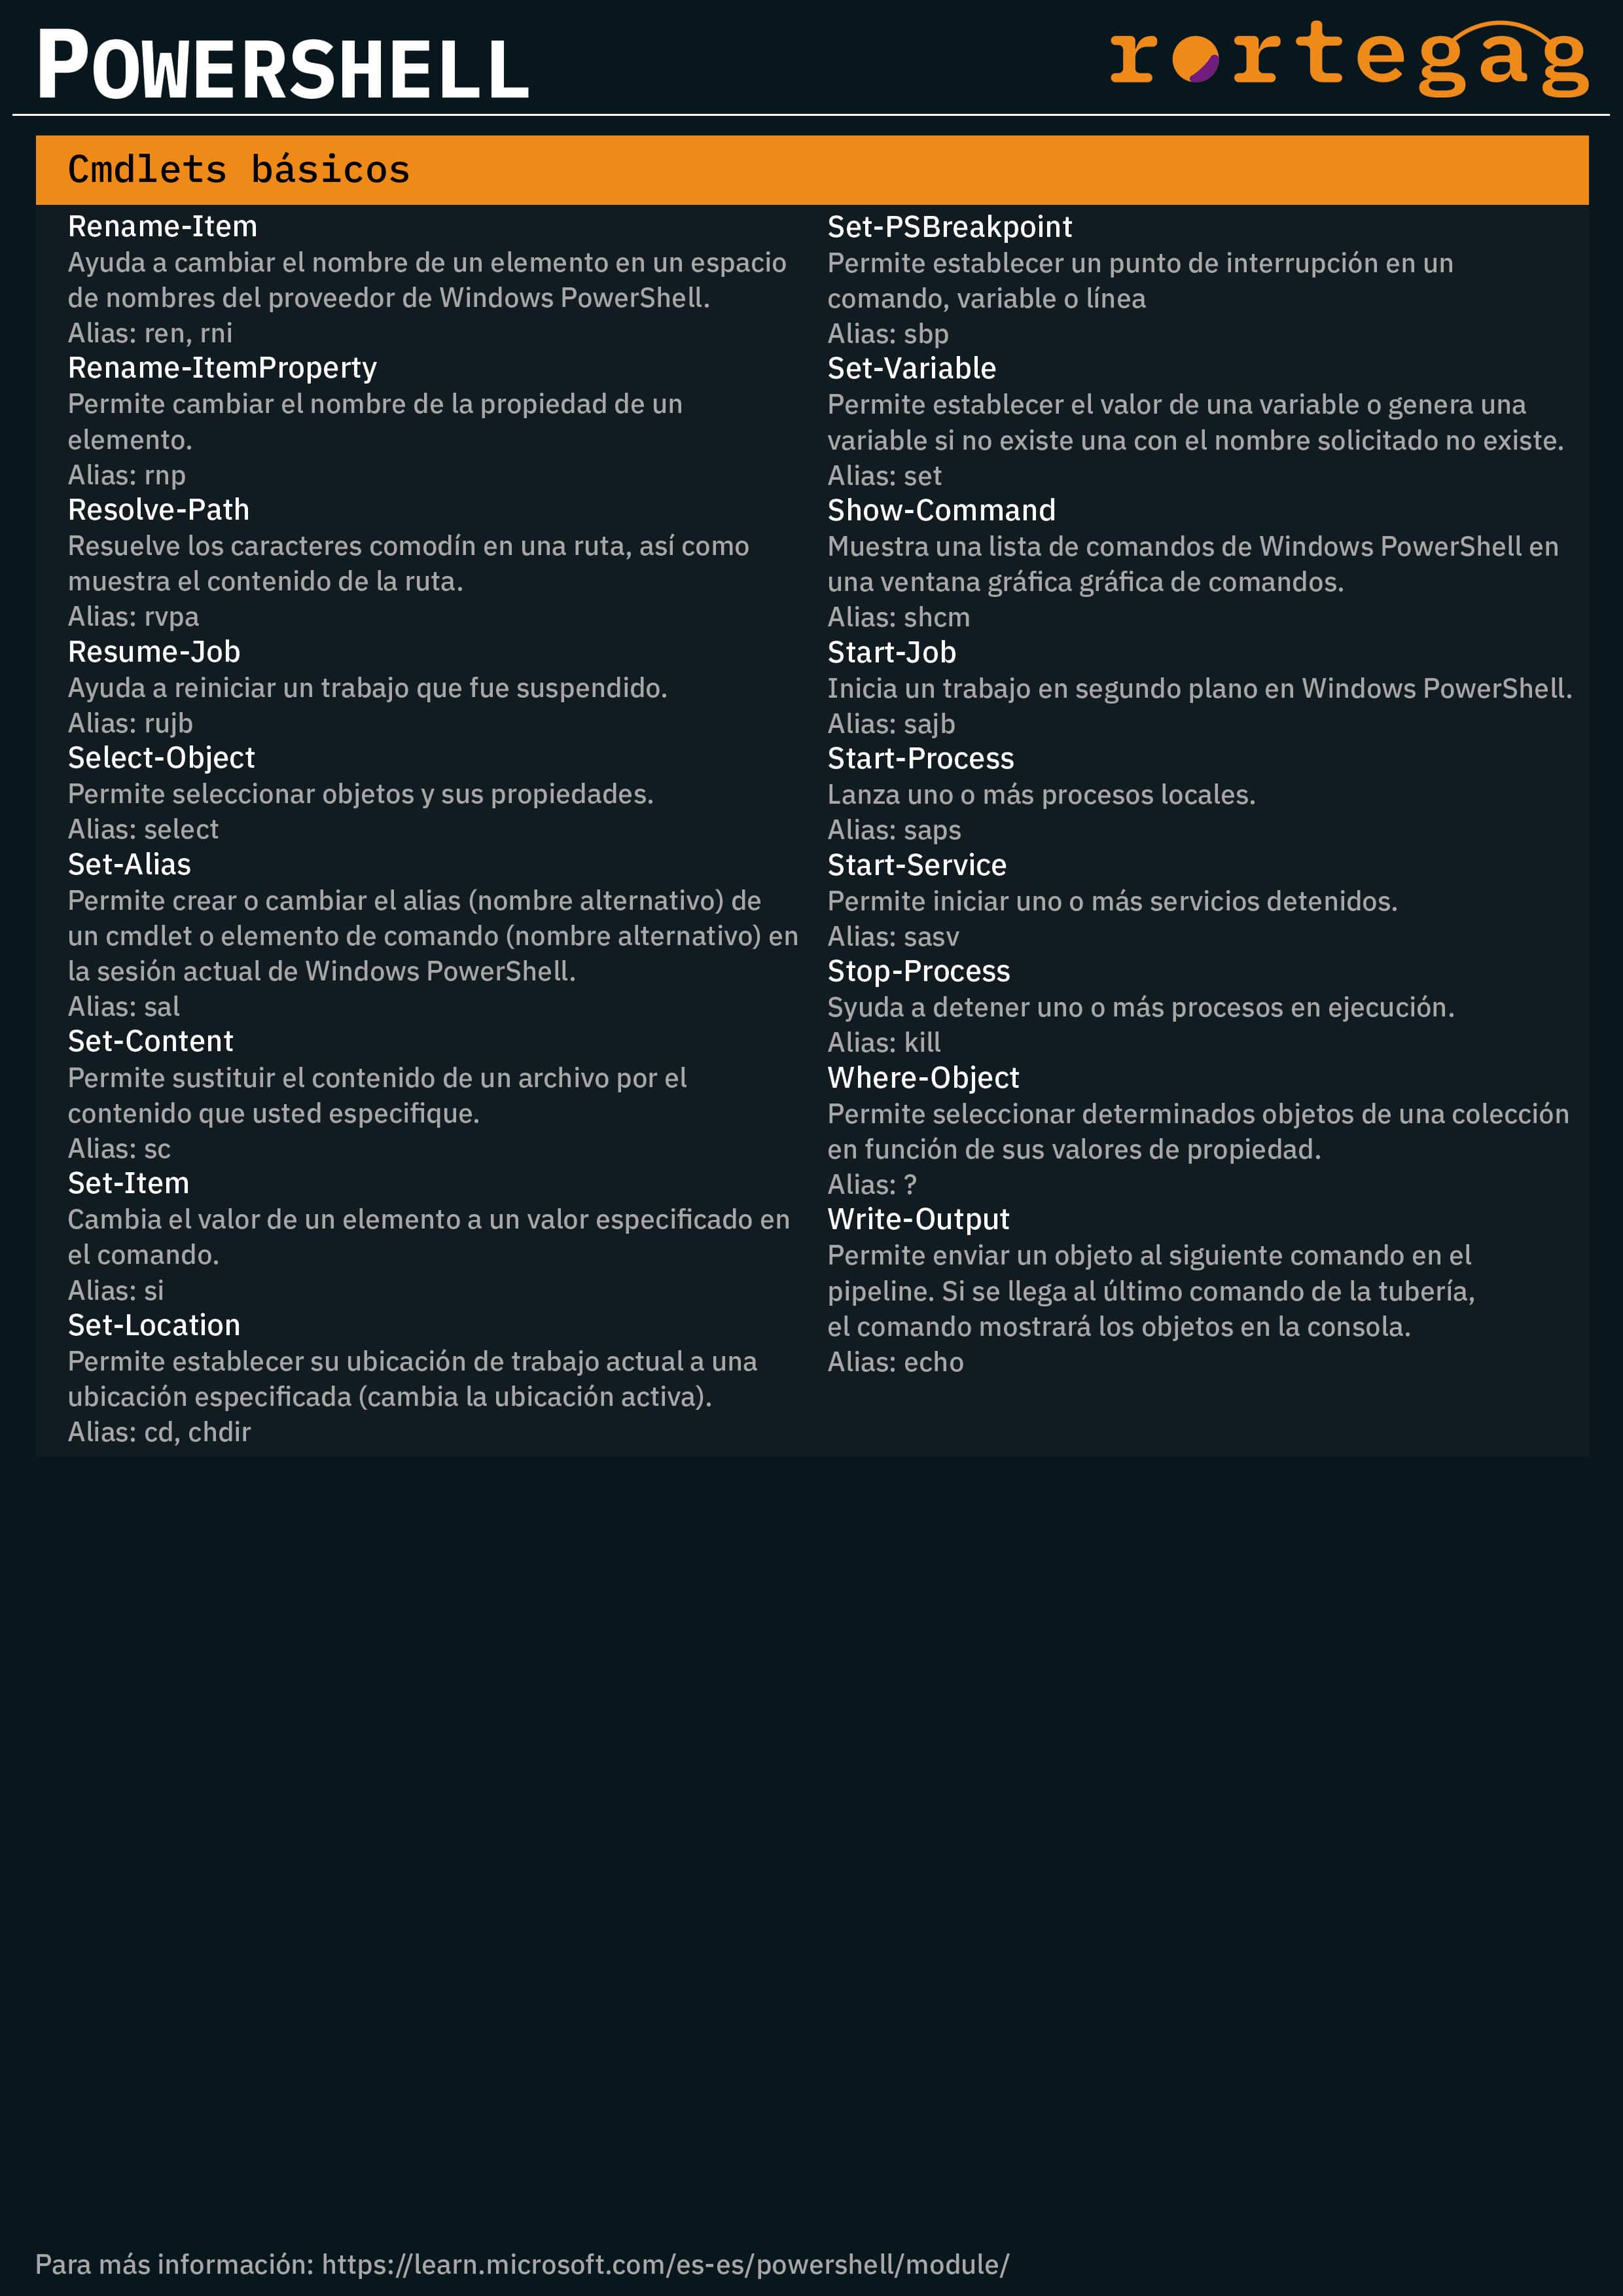 POWERSHELL
rortegag
Cmdlets básicos
Rename-Item
Ayuda a cambiar el nombre de un elemento en un espacio
de nombres del proveedor de Windows PowerShell.
Alias: ren, rni
Rename-ItemProperty
Permite cambiar el nombre de la propiedad de un
elemento.
Alias: rnp
Resolve-Path
Resuelve los caracteres comodín en una ruta, así como
muestra el contenido de la ruta.
Alias: rvpa
Resume-Job
Ayuda a reiniciar un trabajo que fue suspendido.
Alias: rujb
Select-Object
Permite seleccionar objetos y sus propiedades.
Alias: select
Set-Alias
Permite crear o cambiar el alias (nombre alternativo) de
un cmdlet o elemento de comando (nombre alternativo) en
la sesión actual de Windows PowerShell.
Alias: sal
Set-Content
Permite sustituir el contenido de un archivo por el
contenido que usted especifique.
Alias: sc
Set-Item
Cambia el valor de un elemento a un valor especificado en
el comando.
Alias: si
Set-Location
Permite establecer su ubicación de trabajo actual a una
ubicación especificada (cambia la ubicación activa).
Alias: cd, chdir
Set-PSBreakpoint
Permite establecer un punto de interrupción en un
comando, variable o línea
Alias: sbp
Set-Variable
Permite establecer el valor de una variable o genera una
variable si no existe una con el nombre solicitado no existe.
Alias: set
Show-Command
Muestra una lista de comandos de Windows PowerShell en
una ventana gráfica gráfica de comandos.
Alias: shcm
Start-Job
Inicia un trabajo en segundo plano en Windows PowerShell.
Alias: sajb
Start-Process
Lanza uno o más procesos locales.
Alias: saps
Start-Service
Permite iniciar uno o más servicios detenidos.
Alias: sasv
Stop-Process
Syuda a detener uno o más procesos en ejecución.
Alias: kill
Where-Object
Permite seleccionar determinados objetos de una colección
en función de sus valores de propiedad.
Alias: ?
Write-Output
Permite enviar un objeto al siguiente comando en el
pipeline. Si se llega al último comando de la tubería,
el comando mostrará los objetos en la consola.
Alias: echo
Para más información: https://learn.microsoft.com/es-es/powershell/module/